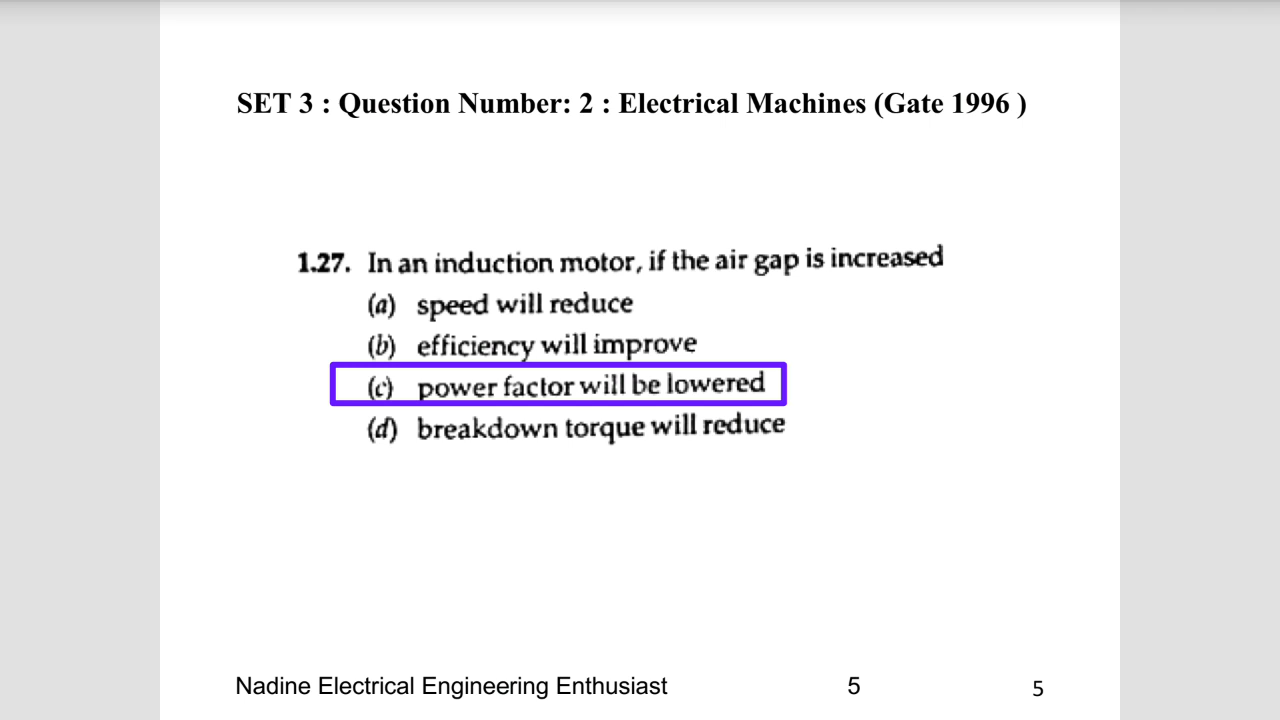 SET 3 : Question Number: 2 : Electrical Machines (Gate 1996 )
1.27. In an induction motor, if the air gap is increased
(a) speed will reduce
(b) efficiency will improve
(c) power factor will be lowered
(d) breakdown torque will reduce
Nadine Electrical Engineering Enthusiast 5 5